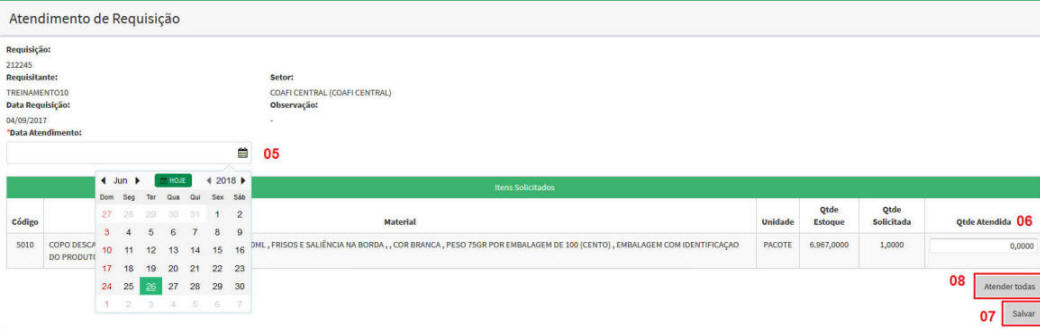 Atendimento de Requisição
Requisição:
212245
Requisitante: Setor:
TREINAMENTO10 COAFI CENTRAL (COAFI CENTRAL)
Data Requisição: Observação:
04/09/2017 -
*Data Atendimento:
05
Jun HOJE 2018
Dom Seg Ter Qua Qui Sex Sáb
27 28 29 30 31 1 2
3 4 5 6 7 8 9
10 11 12 13 14 15 16
17 18 19 20 21 22 23
24 25 26 27 28 29 30
1 2 3 4 5 6 7
Itens Solicitados
Código Material Unidade Qtde Estoque Qtde Solicitada Qtde Atendida 06
5010 COPO DESCA 0ML , FRISOS E SALIÊNCIA NA BORDA , , COR BRANCA , PESO 75GR POR EMBALAGEM DE 100 (CENTO) , EMBALAGEM COM IDENTIFICAÇAO PACOTE 6.967,0000 1,0000 0,0000
DO PRODUTO
08 Atender todas
07 Salvar